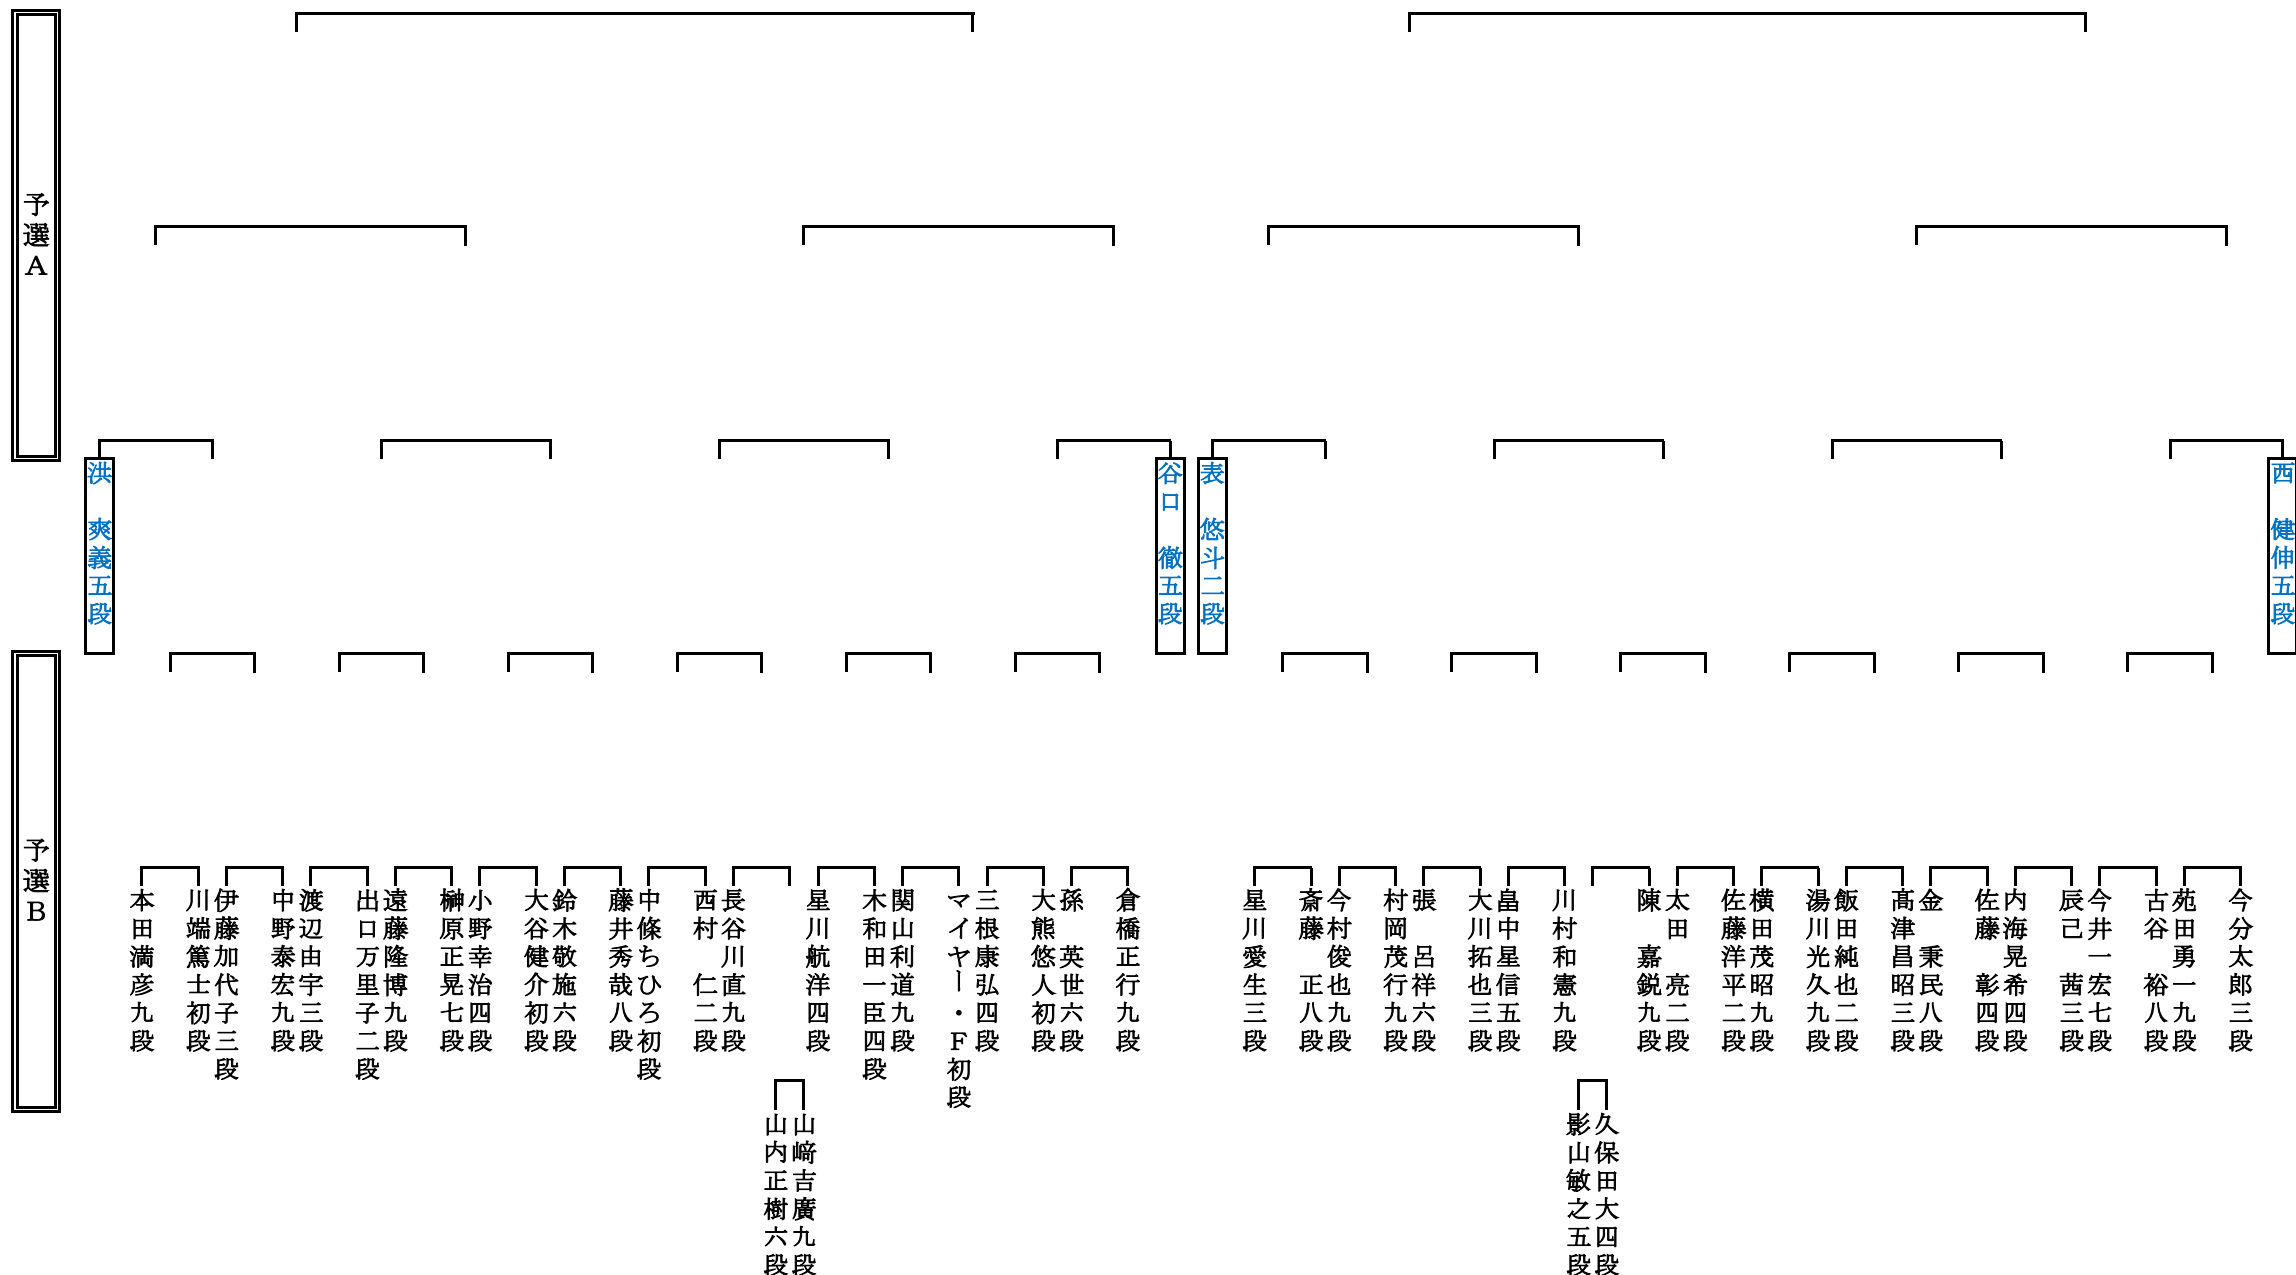 予選A
洪　爽義五段
谷口　徹五段
表　悠斗二段
西　健伸五段
予選B
本田満彦九段
川端篤士初段
伊藤加代子三段
中野泰宏九段
渡辺由宇三段
出口万里子二段
遠藤隆博九段
榊原正晃七段
小野幸治四段
大谷健介初段
鈴木敬施六段
藤井秀哉八段
中條ちひろ初段
西村　仁二段
長谷川直九段
星川航洋四段
木和田一臣四段
関山利道九段
マイヤー・F初段
三根康弘四段
大熊悠人初段
孫　英世六段
倉橋正行九段
星川愛生三段
斎藤　正八段
今村俊也九段
村岡茂行九段
張　呂祥六段
大川拓也三段
畠中星信五段
川村和憲九段
陳　嘉鋭九段
太田　亮二段
佐藤洋平二段
横田茂昭九段
湯川光久九段
飯田純也二段
髙津昌昭三段
金　秉民八段
佐藤　彰四段
内海晃希四段
辰己　茜三段
今井一宏七段
古谷　裕八段
苑田勇一九段
今分太郎三段
山内正樹六段
山﨑吉廣九段
影山敏之五段
久保田大四段